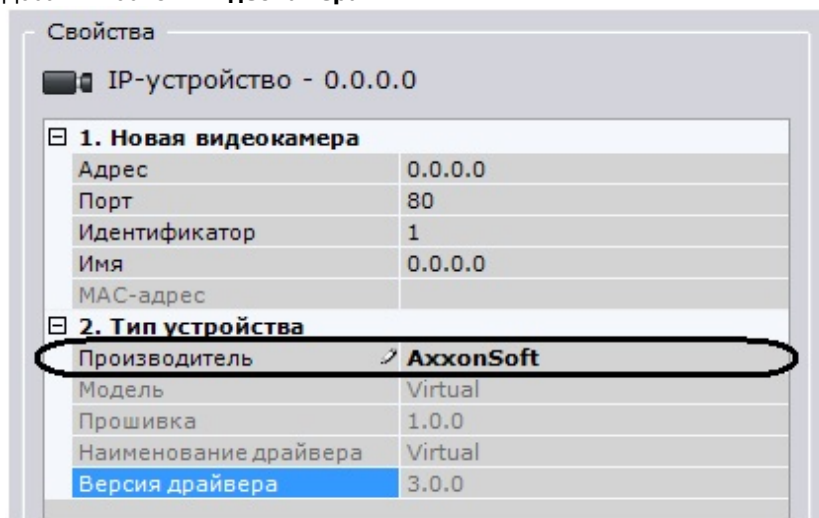 Свойства
IP-устройство - 0.0.0.0
1. Новая видеокамера
Адрес 0.0.0.0
Порт 80
Идентификатор 1
Имя 0.0.0.0
MAC-адрес
2. Тип устройства
Производитель AxxonSoft
Модель Virtual
Прошивка 1.0.0
Наименование драйвера Virtual
Версия драйвера 3.0.0